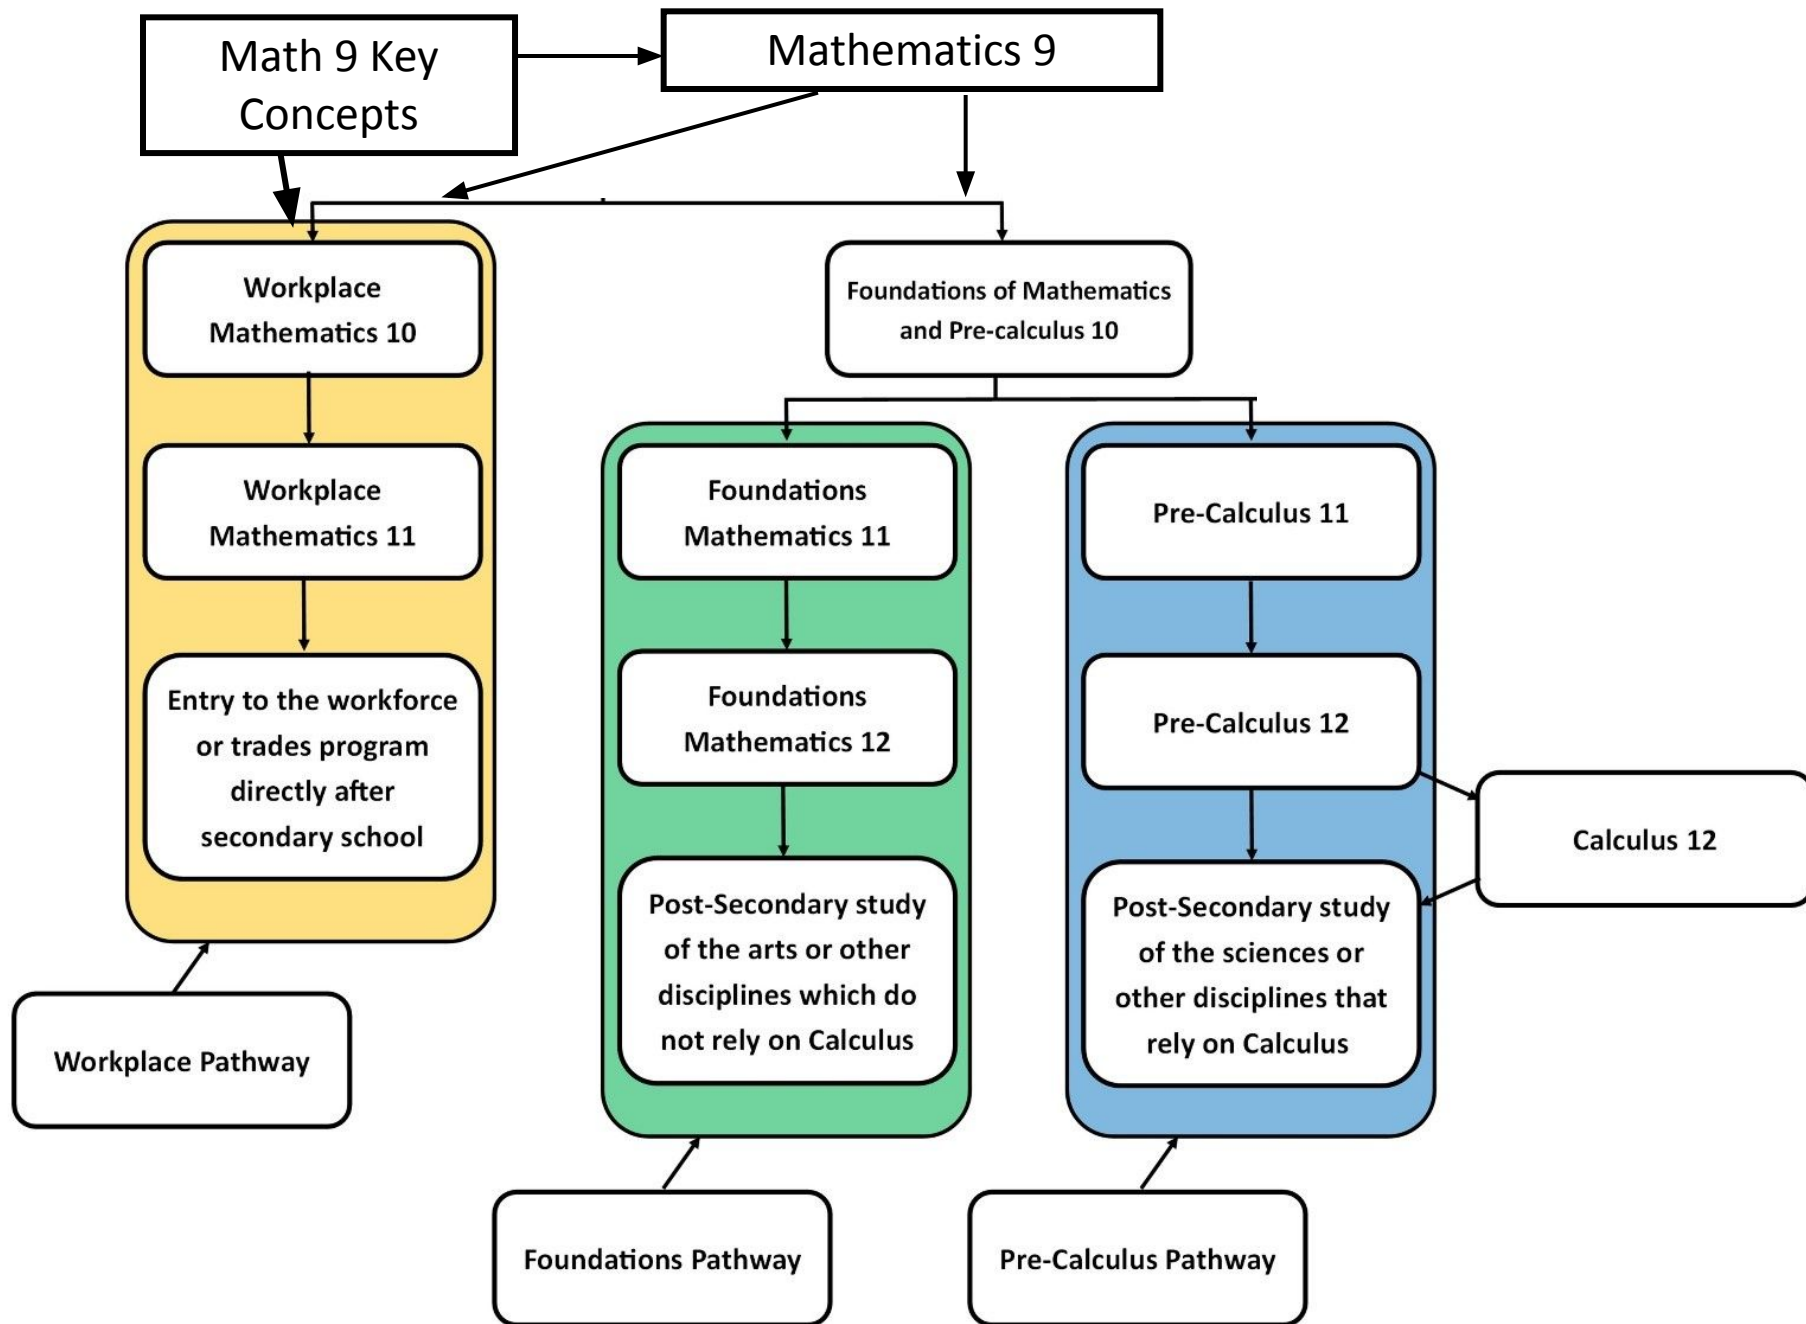 Math 9 Key
Concepts
Mathematics 9
Workplace
Mathematics 10
Foundations of Mathematics
and Pre-calculus 10
Workplace
Mathematics 11
Foundations
Mathematics 11
Pre-Calculus 11
Entry to the workforce
or trades program
directly after
secondary school
Foundations
Mathematics 12
Pre-Calculus 12
Calculus 12
Post-Secondary study
of the arts or other
disciplines which do
not rely on Calculus
Post-Secondary study
of the sciences or
other disciplines that
rely on Calculus
Workplace Pathway
Foundations Pathway
Pre-Calculus Pathway